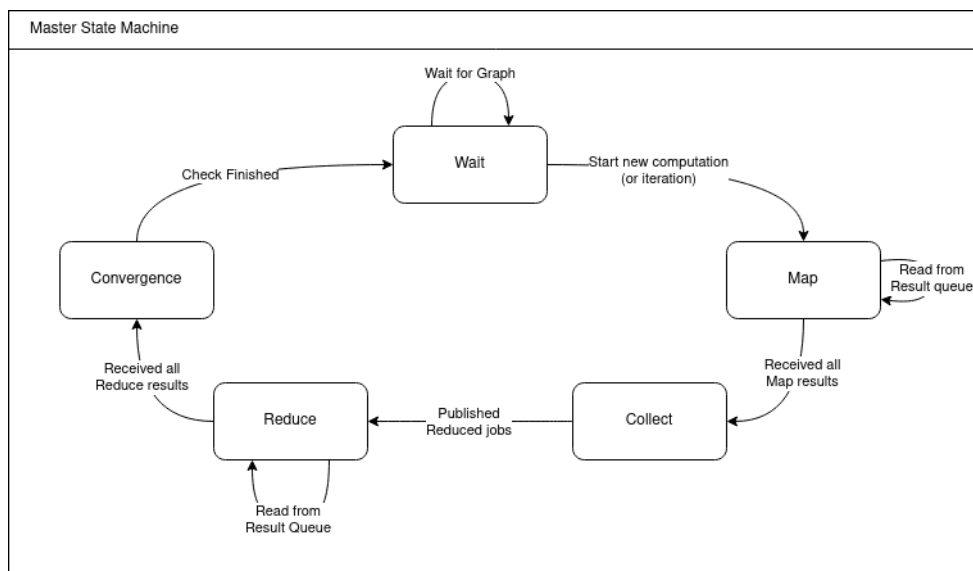 Master State Machine
Wait for Graph
Wait
Check Finished
Start new computation
(or iteration)
Convergence
Map
Read from
Result queue
Received all
Reduce results
Received all
Map results
Reduce
Published
Reduced jobs
Collect
Read from
Result Queue